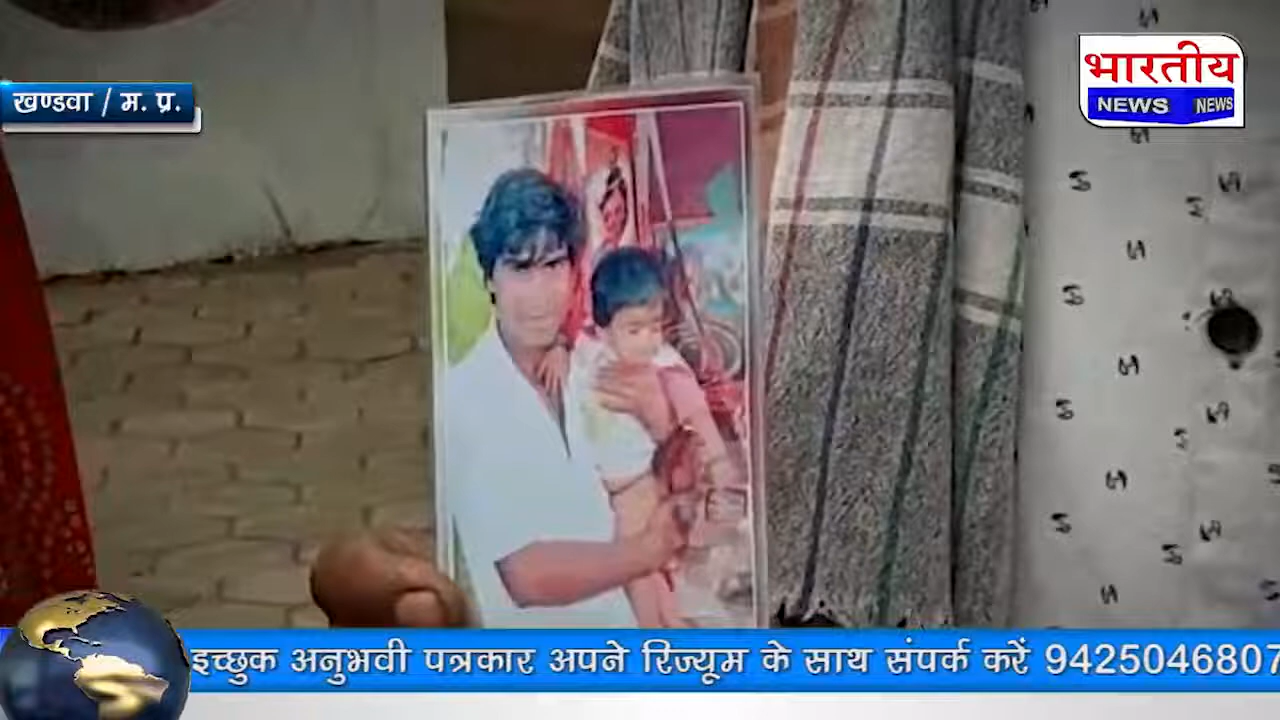 खण्डवा / म. प्र.
भारतीय
NEWS NEWS
इच्छुक अनुभवी पत्रकार अपने रिज्यूम के साथ संपर्क करें 9425046807